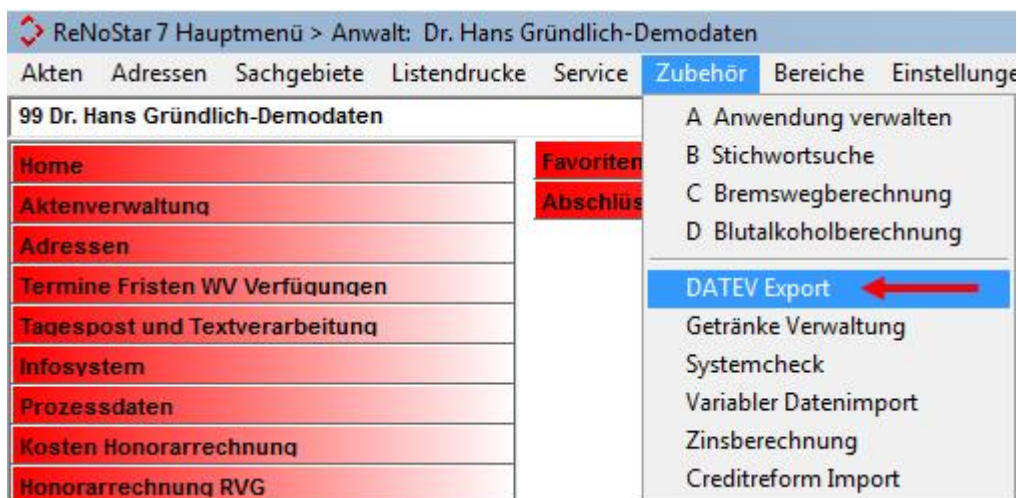 ReNoStar 7 Hauptmenü > Anwalt: Dr. Hans Gründlich-Demodaten
Akten Adressen Sachgebiete Listendrucke Service Zubehör Bereiche Einstellunge
99 Dr. Hans Gründlich-Demodaten
Home
Aktenverwaltung
Adressen
Termine Fristen WV Verfügungen
Tagespost und Textverarbeitung
Infosystem
Prozessdaten
Kosten Honorarrechnung
Honorarrechnung RVG
Favoriten
Abschlüs
A Anwendung verwalten
B Stichwortsuche
C Bremswegberechnung
D Blutalkoholberechnung
DATEV Export
Getränke Verwaltung
Systemcheck
Variabler Datenimport
Zinsberechnung
Creditreform Import